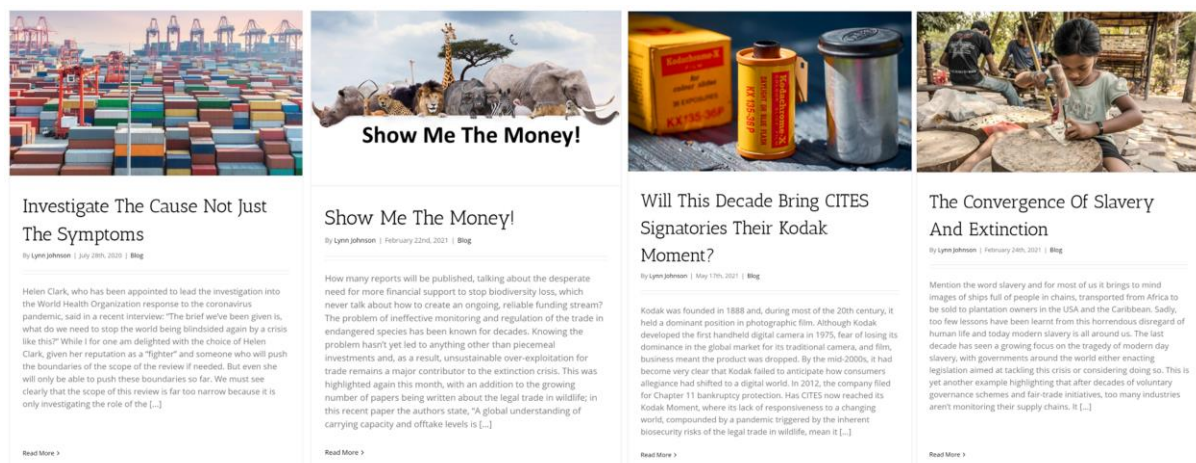 Show Me The Money!
Kodachrome
FILM
KX135-36P
KX 135-36P
Investigate The Cause Not Just
The Symptoms
By Lynn Johnson | July 28th, 2020 | Blog
Helen Clark, who has been appointed to lead the investigation into
the World Health Organization response to the coronavirus
pandemic, said in a recent interview: “The brief we’ve been given is,
what do we need to stop the world being blindsided again by a crisis
like this?” While I for one am delighted with the choice of Helen
Clark, given her reputation as a “fighter” and someone who will push
the boundaries of the scope of the review if needed. But even she
will only be able to push these boundaries so far. We must see
clearly that the scope of this review is far too narrow because it is
only investigating the role of the [...]
Read More >
Show Me The Money!
By Lynn Johnson | February 22nd, 2021 | Blog
How many reports will be published, talking about the desperate
need for more financial support to stop biodiversity loss, which
never talk about how to create an ongoing, reliable funding stream?
The problem of ineffective monitoring and regulation of the trade in
endangered species has been known for decades. Knowing the
problem hasn’t yet led to anything other than piecemeal
investments and, as a result, unsustainable over-exploitation for
trade remains a major contributor to the extinction crisis. This was
highlighted again this month, with an addition to the growing
number of papers being written about the legal trade in wildlife; in
this recent paper the authors state, “A global understanding of
carrying capacity and offtake levels is [...]
Read More >
Will This Decade Bring CITES
Signatories Their Kodak
Moment?
By Lynn Johnson | May 17th, 2021 | Blog
Kodak was founded in 1888 and, during most of the 20th century, it
held a dominant position in photographic film. Although Kodak
developed the first handheld digital camera in 1975, fear of losing its
dominance in the global market for its traditional camera, and film,
business meant the product was dropped. By the mid-2000s, it had
become very clear that Kodak failed to anticipate how consumers
allegiance had shifted to a digital world. In 2012, the company filed
for Chapter 11 bankruptcy protection. Has CITES now reached its
Kodak Moment, where its lack of responsiveness to a changing
world, compounded by a pandemic triggered by the inherent
biosecurity risks of the legal trade in wildlife, mean it [...]
Read More >
The Convergence Of Slavery
And Extinction
By Lynn Johnson | February 24th, 2021 | Blog
Mention the word slavery and for most of us it brings to mind
images of ships full of people in chains, transported from Africa to
be sold to plantation owners in the USA and the Caribbean. Sadly,
too few lessons have been learnt from this horrendous disregard of
human life and today modern slavery is all around us. The last
decade has seen a growing focus on the tragedy of modern day
slavery, with governments around the world either enacting
legislation aimed at tackling this crisis or considering doing so. This is
yet another example highlighting that after decades of voluntary
governance schemes and fair-trade initiatives, too many industries
aren’t monitoring their supply chains. It [...]
Read More >